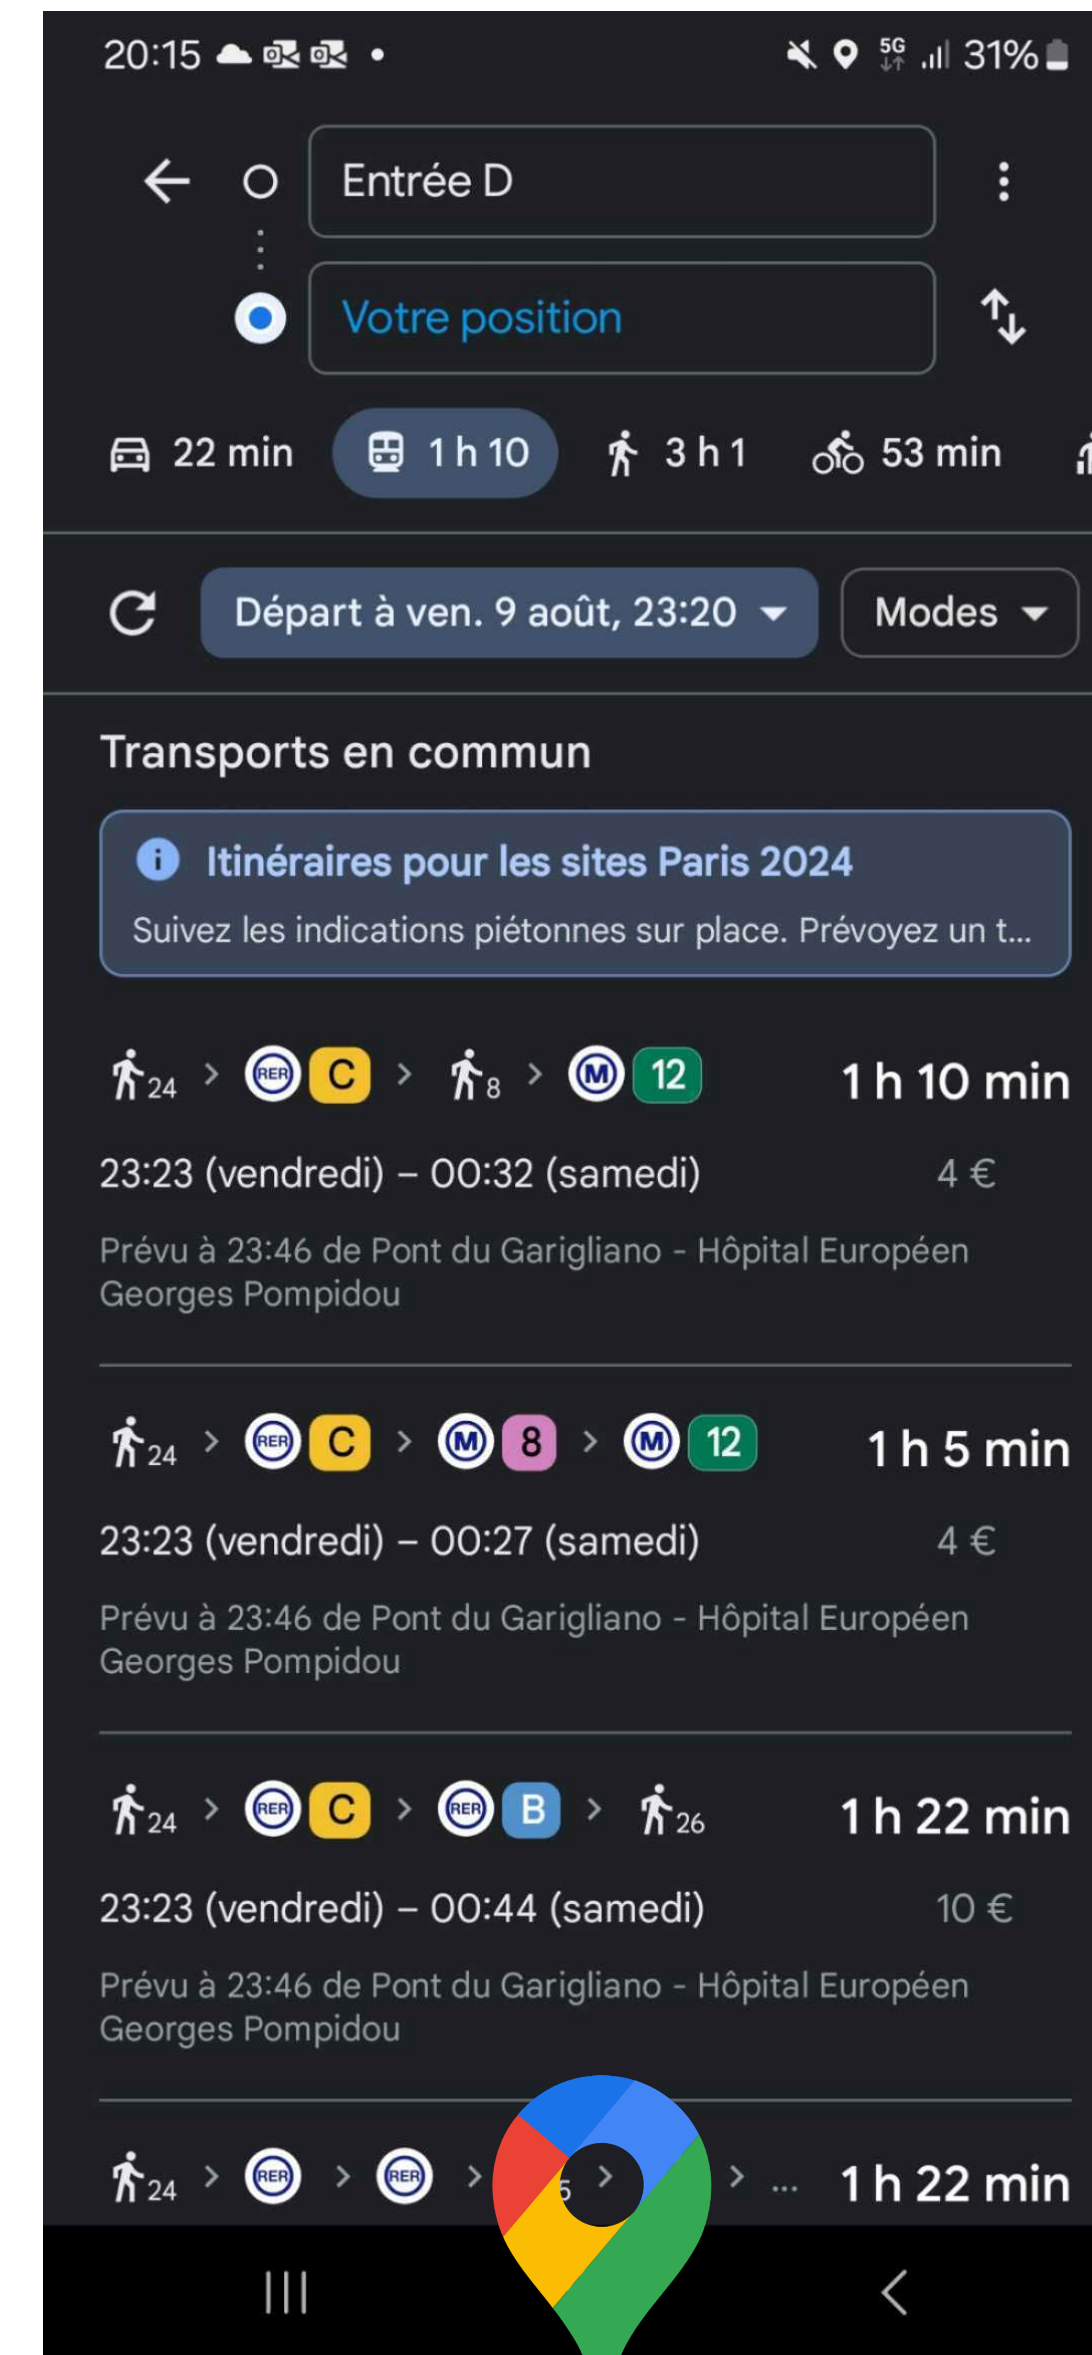 20:15
5G 31%
Entrée D
Votre position
22 min 1 h 10 3 h 1 53 min
Départ à ven. 9 août, 23:20 Modes
Transports en commun
Itinéraires pour les sites Paris 2024
Suivez les indications piétonnes sur place. Prévoyez un t...
24 > RER C > 8 > M 12 1 h 10 min
23:23 (vendredi) – 00:32 (samedi) 4 €
Prévu à 23:46 de Pont du Garigliano - Hôpital Européen
Georges Pompidou
24 > RER C > M 8 > M 12 1 h 5 min
23:23 (vendredi) – 00:27 (samedi) 4 €
Prévu à 23:46 de Pont du Garigliano - Hôpital Européen
Georges Pompidou
24 > RER C > RER B > 26 1 h 22 min
23:23 (vendredi) – 00:44 (samedi) 10 €
Prévu à 23:46 de Pont du Garigliano - Hôpital Européen
Georges Pompidou
24 > RER > RER > > > ... 1 h 22 min